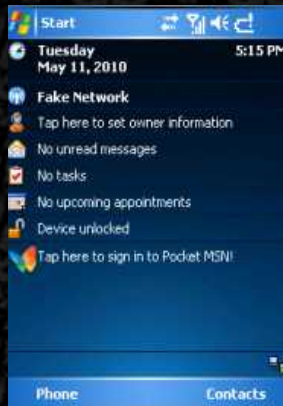 Start
Tuesday 5:15 PM
May 11, 2010
Fake Network
Tap here to set owner information
No unread messages
No tasks
No upcoming appointments
Device unlocked
Tap here to sign in to Pocket MSN!
Phone Contacts